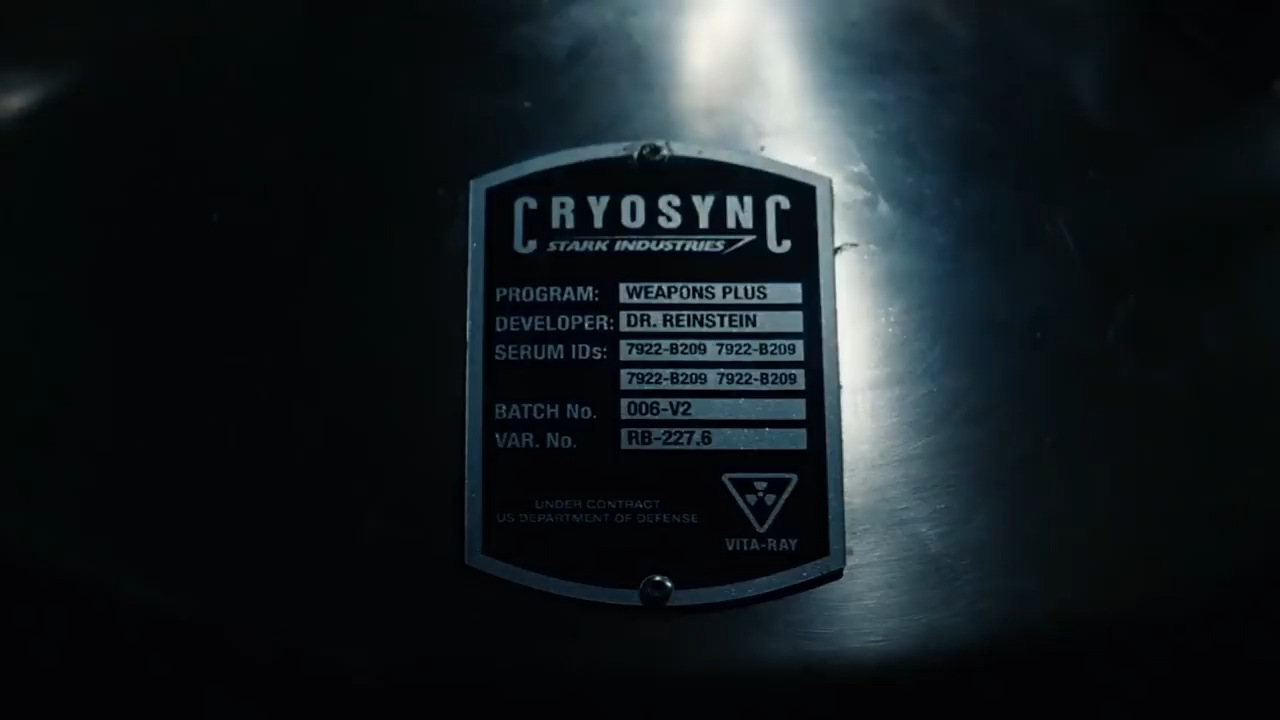 CRYOSYNC
STARK INDUSTRIES
PROGRAM: WEAPONS PLUS
DEVELOPER: DR. REINSTEIN
SERUM IDs: 7922-B209 7922-B209
7922-B209 7922-B209
BATCH No. 006-V2
VAR. No. RB-227.6
UNDER CONTRACT
US DEPARTMENT OF DEFENSE
VITA-RAY